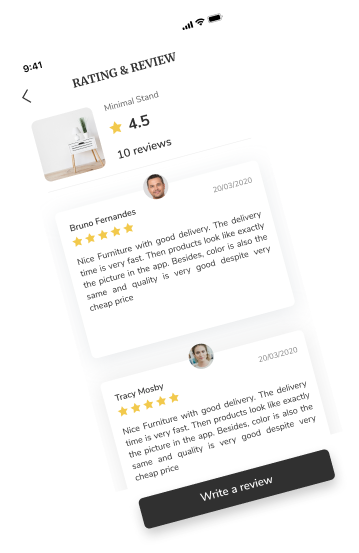 9:41
RATING & REVIEW
Minimal Stand
4.5
10 reviews
20/03/2020
Bruno Fernandes
Nice Furniture with good delivery. The delivery
time is very fast. Then products look like exactly
the picture in the app. Besides, color is also the
same and quality is very good despite very
cheap price
20/03/2020
Tracy Mosby
Nice Furniture with good delivery. The delivery
time is very fast. Then products look like exactly
the picture in the app. Besides, color is also the
same and quality is very good despite very
cheap price
Write a review